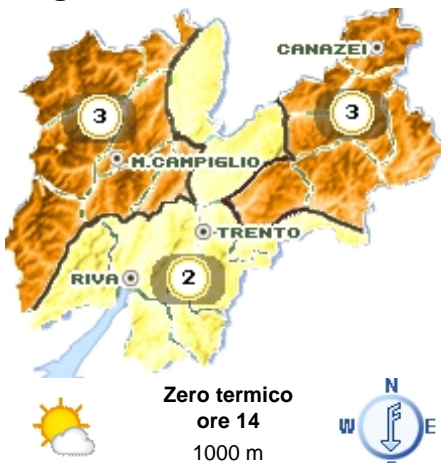 CANAZEI
3
3
M.CAMPIGLIO
TRENTO
RIVA
2
Zero termico
ore 14
1000 m
N
W E